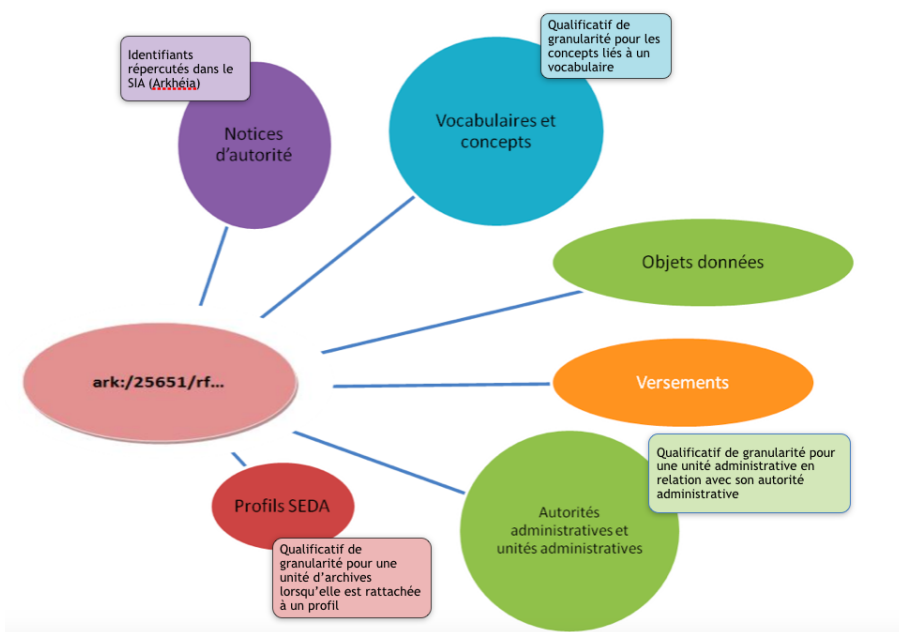 Identifiants
répercutés dans le
SIA (Arkhéia)
Notices
d'autorité
Qualificatif de
granularité pour les
concepts liés à un
vocabulaire
Vocabulaires et
concepts
Objets données
ark:/25651/rf...
Versements
Qualificatif de granularité pour
une unité administrative en
relation avec son autorité
administrative
Autorités
administratives et
unités administratives
Profils SEDA
Qualificatif de
granularité pour une
unité d'archives
lorsqu'elle est rattachée
à un profil